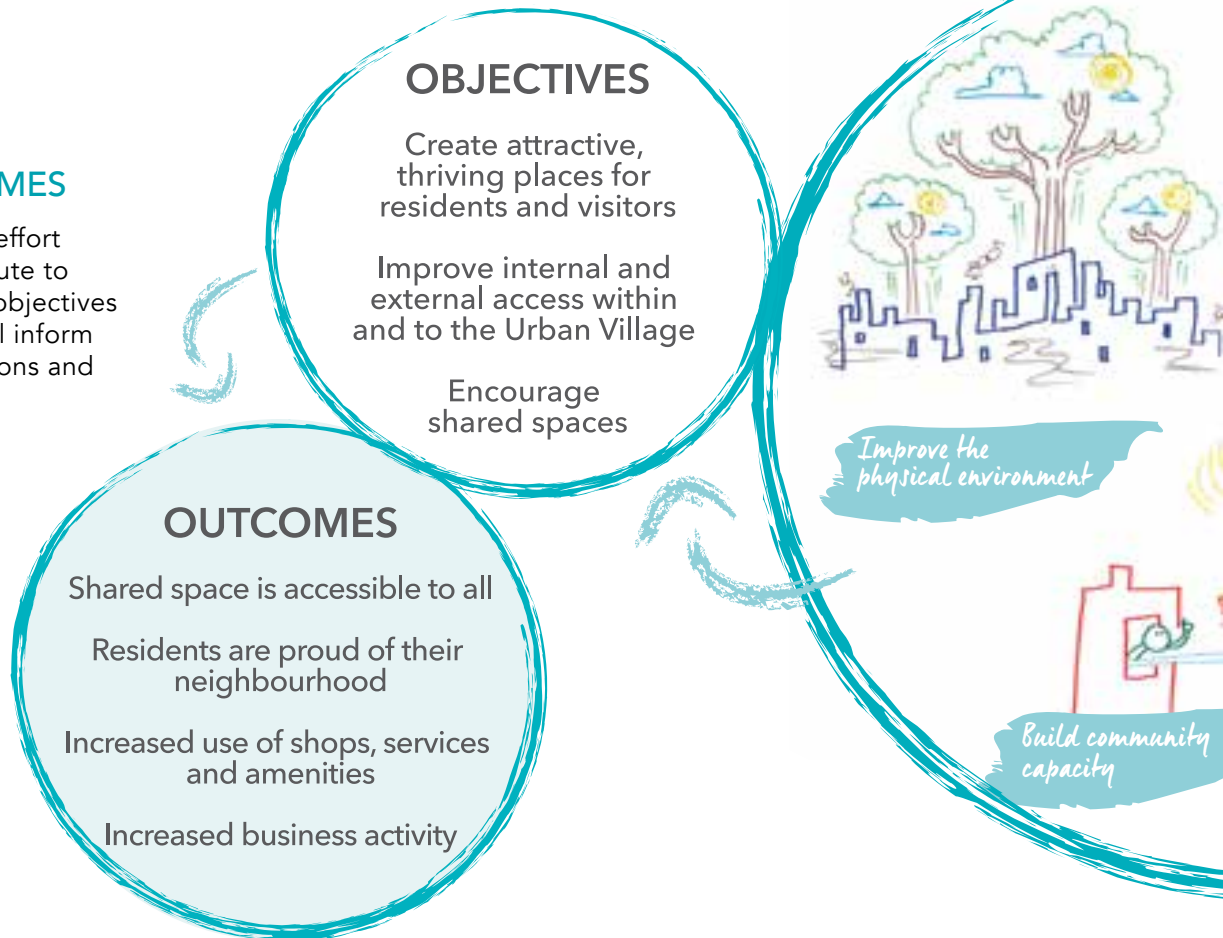 OBJECTIVES
Create attractive,
thriving places for
residents and visitors
Improve internal and
external access within
and to the Urban Village
Encourage
shared spaces
MES
effort
ute to
objectives
l inform
ons and
OUTCOMES
Shared space is accessible to all
Residents are proud of their
neighbourhood
Increased use of shops, services
and amenities
Increased business activity
Improve the
physical environment
Build community
capacity